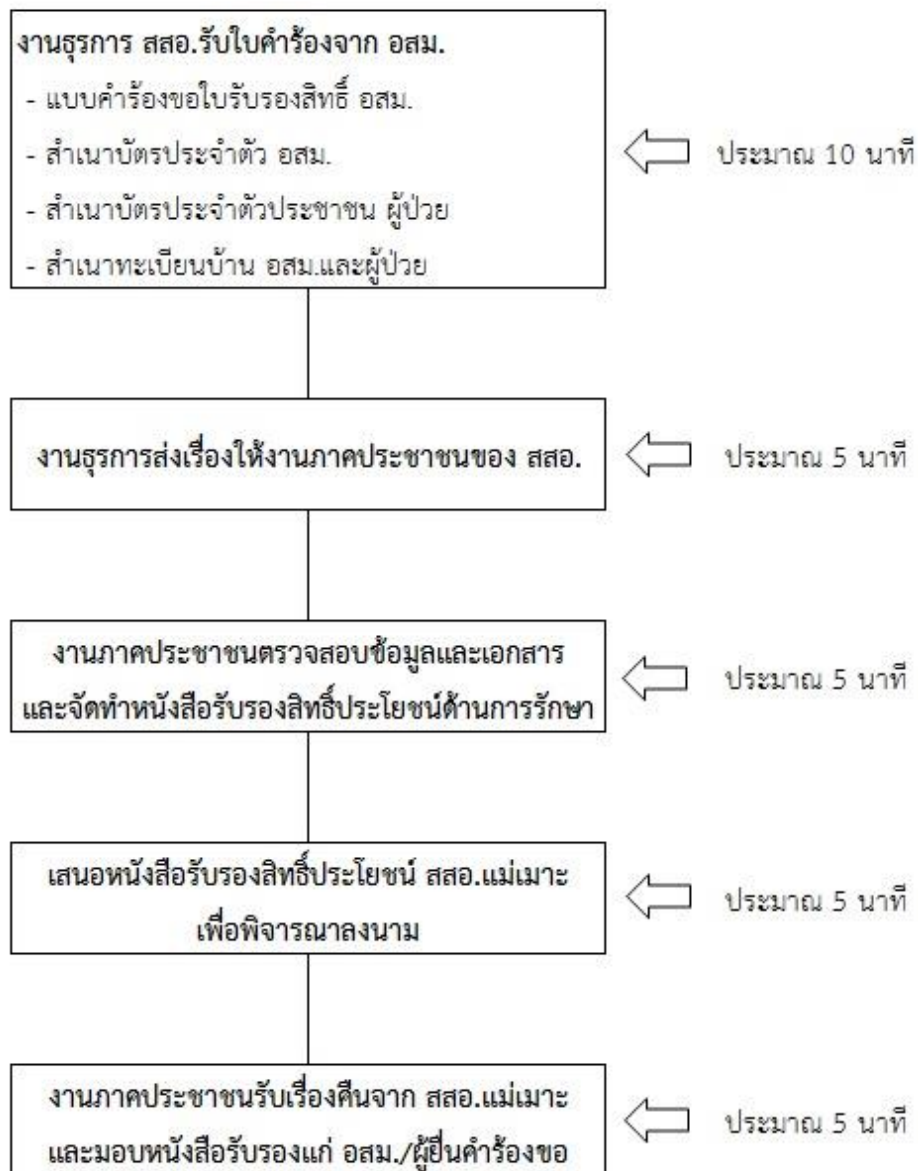 งานธุรการ สสอ.รับใบคำร้องจาก อสม.
- แบบคำร้องขอใบรับรองสิทธิ์ อสม.
- สำเนาบัตรประจำตัว อสม.
- สำเนาบัตรประจำตัวประชาชน ผู้ป่วย
- สำเนาทะเบียนบ้าน อสม.และผู้ป่วย
ประมาณ 10 นาที
งานธุรการส่งเรื่องให้งานภาคประชาชนของ สสอ.
ประมาณ 5 นาที
งานภาคประชาชนตรวจสอบข้อมูลและเอกสาร
และจัดทำหนังสือรับรองสิทธิ์ประโยชน์ด้านการรักษา
ประมาณ 5 นาที
เสนอหนังสือรับรองสิทธิ์ประโยชน์ สสอ.แม่เมาะ
เพื่อพิจารณาลงนาม
ประมาณ 5 นาที
งานภาคประชาชนรับเรื่องคืนจาก สสอ.แม่เมาะ
และมอบหนังสือรับรองแก่ อสม./ผู้ยื่นคำร้องขอ
ประมาณ 5 นาที